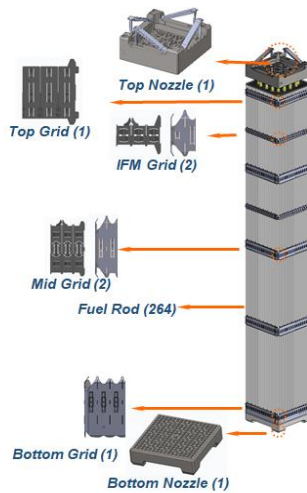 Top Nozzle (1)
Top Grid (1)
IFM Grid (2)
Mid Grid (2)
Fuel Rod (264)
Bottom Grid (1)
Bottom Nozzle (1)